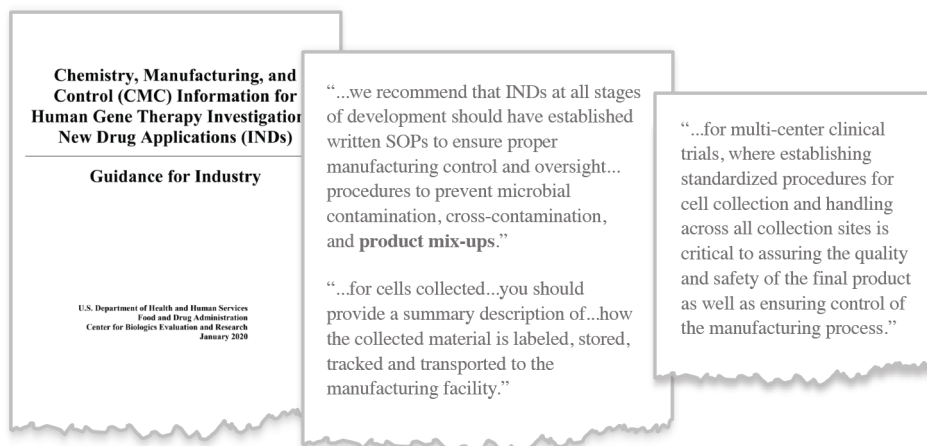 Chemistry, Manufacturing, and
Control (CMC) Information for
Human Gene Therapy
New Drug Applications (INDs)
Guidance for Industry
U.S. Department of Health and Human Services
Food and Drug Administration
Center for Biologics Evaluation and Research
January 2020
“...we recommend that INDs at all stages
of development should have established
written SOPs to ensure proper
manufacturing control and oversight...
procedures to prevent microbial
contamination, cross-contamination,
and product mix-ups.”
“...for cells collected...you should
provide a summary description of...how
the collected material is labeled, stored,
tracked and transported to the
manufacturing facility.”
“...for multi-center clinical
trials, where establishing
standardized procedures for
cell collection and handling
across all collection sites is
critical to assuring the quality
and safety of the final product
as well as ensuring control of
the manufacturing process.”